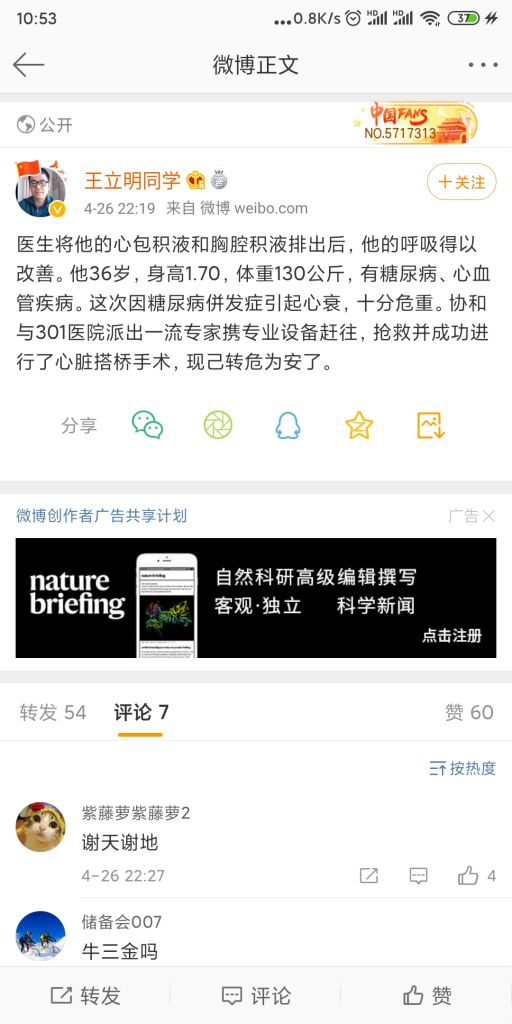 10:53
...0.8K/s HD HD 37
微博正文
公开
中国FANS
NO.5717313
王立明同学
4-26 22:19 来自 微博 weibo.com
+关注
医生将他的心包积液和胸腔积液排出后，他的呼吸得以
改善。他36岁，身高1.70，体重130公斤，有糖尿病、心血
管疾病。这次因糖尿病併发症引起心衰，十分危重。协和
与301医院派出一流专家携专业设备赶往，抢救并成功进
行了心脏搭桥手术，现己转危为安了。
分享
微博创作者广告共享计划
广告
nature
briefing
自然科研高级编辑撰写
客观·独立 科学新闻
点击注册
转发 54 评论 7 赞 60
按热度
紫藤萝紫藤萝2
谢天谢地
4-26 22:27 4
储备会007
牛三金吗
转发 评论 赞